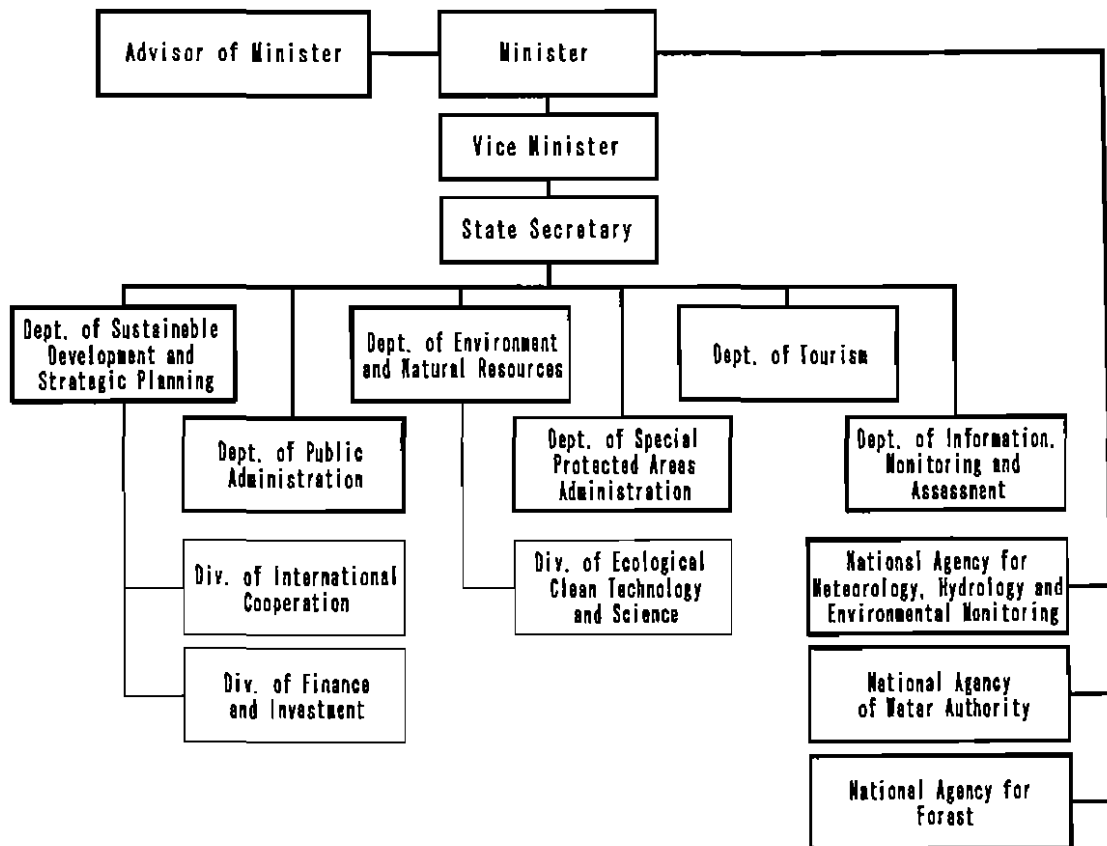 Advisor of Minister
Minister
Vice Minister
State Secretary
Dept. of Sustainable
Development and
Strategic Planning
Dept. of Environment
and Natural Resources
Dept. of Tourism
Dept. of Public
Administration
Dept. of Special
Protected Areas
Administration
Dept. of Information,
Monitoring and
Assessment
Div. of International
Cooperation
Div. of Ecological
Clean Technology
and Science
National Agency for
Meteorology, Hydrology and
Environmental Monitoring
Div. of Finance
and Investment
National Agency
of Water Authority
National Agency for
Forest